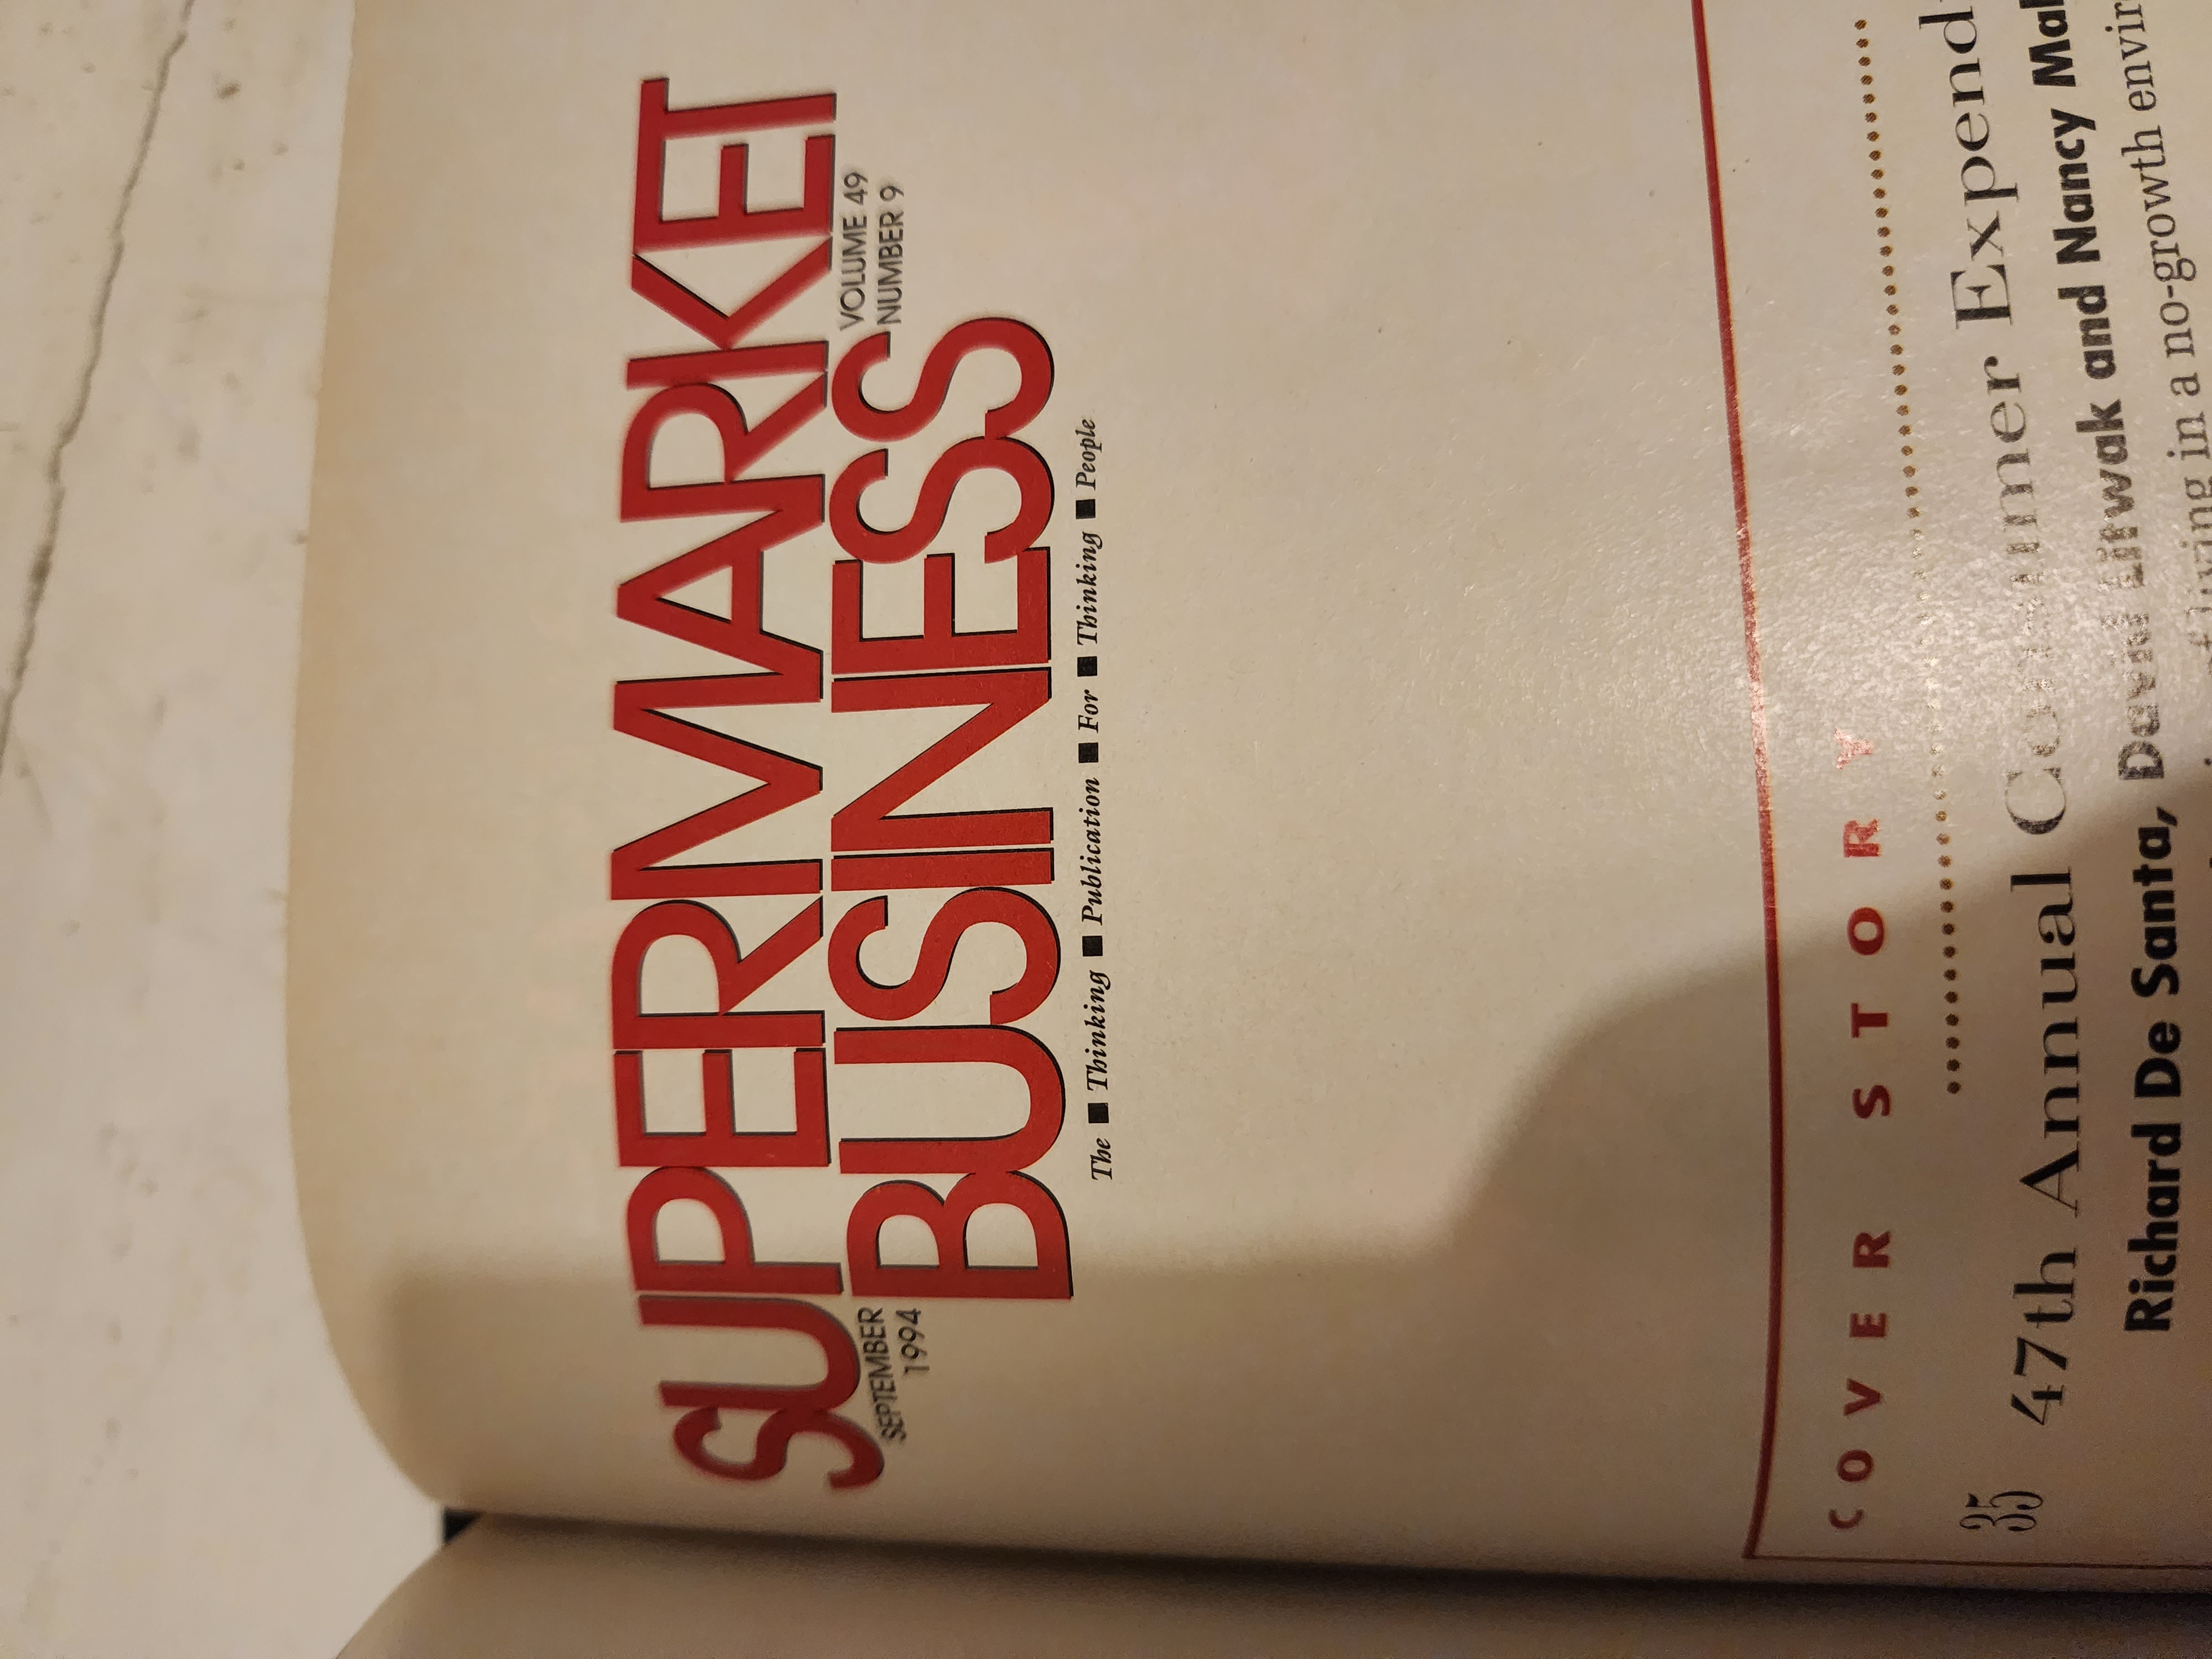 SUPERMARKET
SEPTEMBER
1994
BUSINESS
VOLUME 49
NUMBER 9
The ■ Thinking ■ Publication ■ For ■ Thinking ■ People
COVER STORY
35 47th Annual Consumer Expend
Richard De Santa, David Litwak and Nancy Mal
living in a no-growth envir